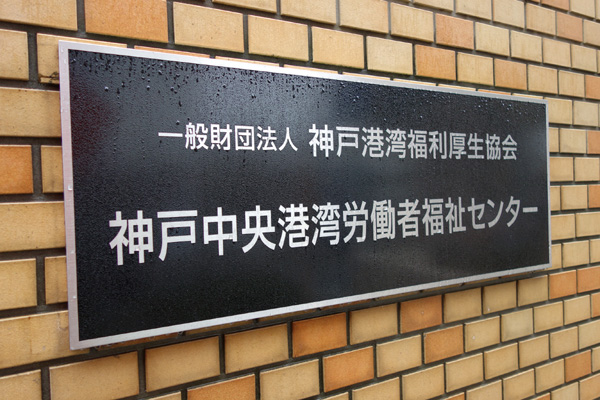 一般財団法人 神戸港湾福利厚生協会
神戸中央港湾労働者福祉センター